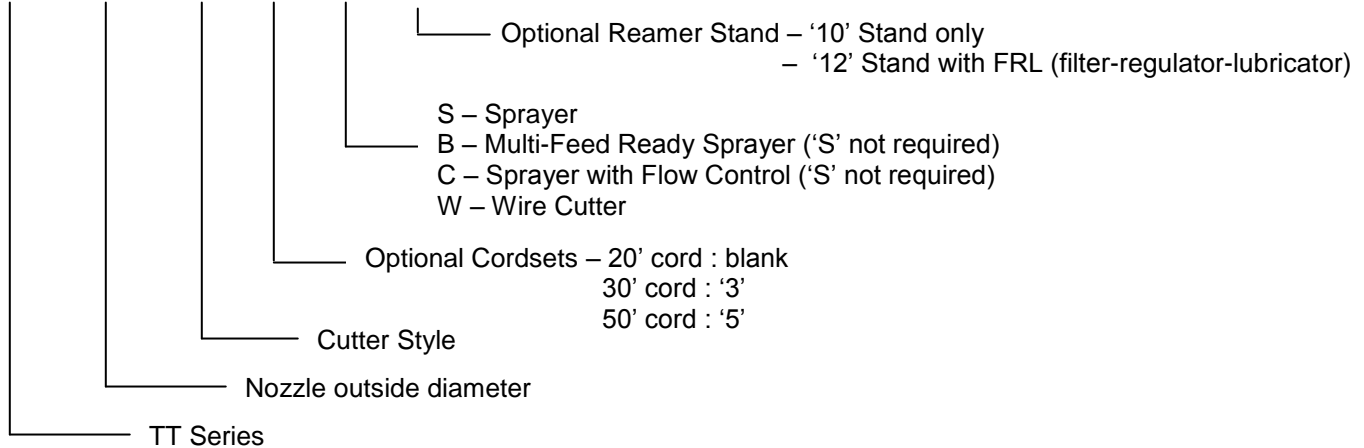 Optional Reamer Stand – ‘10’ Stand only
– ‘12’ Stand with FRL (filter-regulator-lubricator)
S – Sprayer
B – Multi-Feed Ready Sprayer (‘S’ not required)
C – Sprayer with Flow Control (‘S’ not required)
W – Wire Cutter
Optional Cordsets – 20’ cord : blank
30’ cord : ‘3’
50’ cord : ‘5’
Cutter Style
Nozzle outside diameter
TT Series